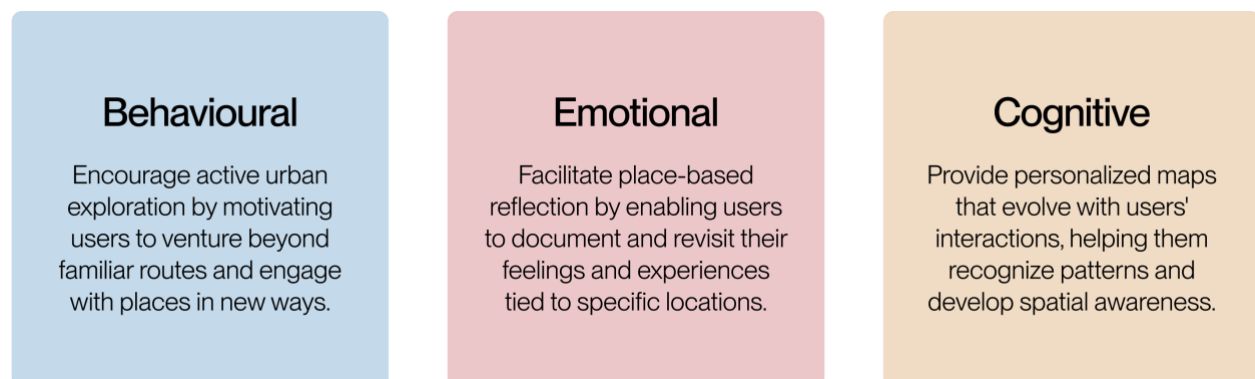 Behavioural
Encourage active urban
exploration by motivating
users to venture beyond
familiar routes and engage
with places in new ways.
Emotional
Facilitate place-based
reflection by enabling users
to document and revisit their
feelings and experiences
tied to specific locations.
Cognitive
Provide personalized maps
that evolve with users'
interactions, helping them
recognize patterns and
develop spatial awareness.